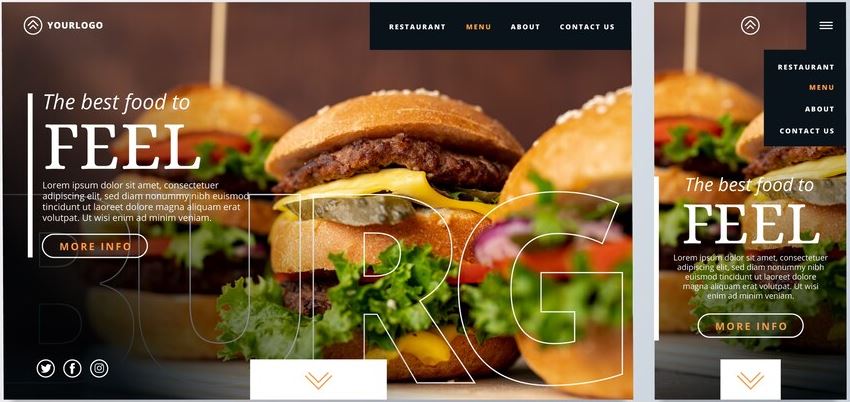 YOURLOGO
RESTAURANT MENU ABOUT CONTACT US
The best food to
FEEL
Lorem ipsum dolor sit amet, consectetuer
adipiscing elit, sed diam nonummy nibh euismod
tincidunt ut laoreet dolore magna aliquam erat
volutpat. Ut wisi enim ad minim veniam.
MORE INFO
BURG
RESTAURANT
MENU
ABOUT
CONTACT US
The best food to
FEEL
Lorem ipsum dolor sit amet, consectetuer
adipiscing elit, sed diam nonummy nibh
euismod tincidunt ut laoreet dolore
magna aliquam erat volutpat. Ut wisi
enim ad minim veniam.
MORE INFO